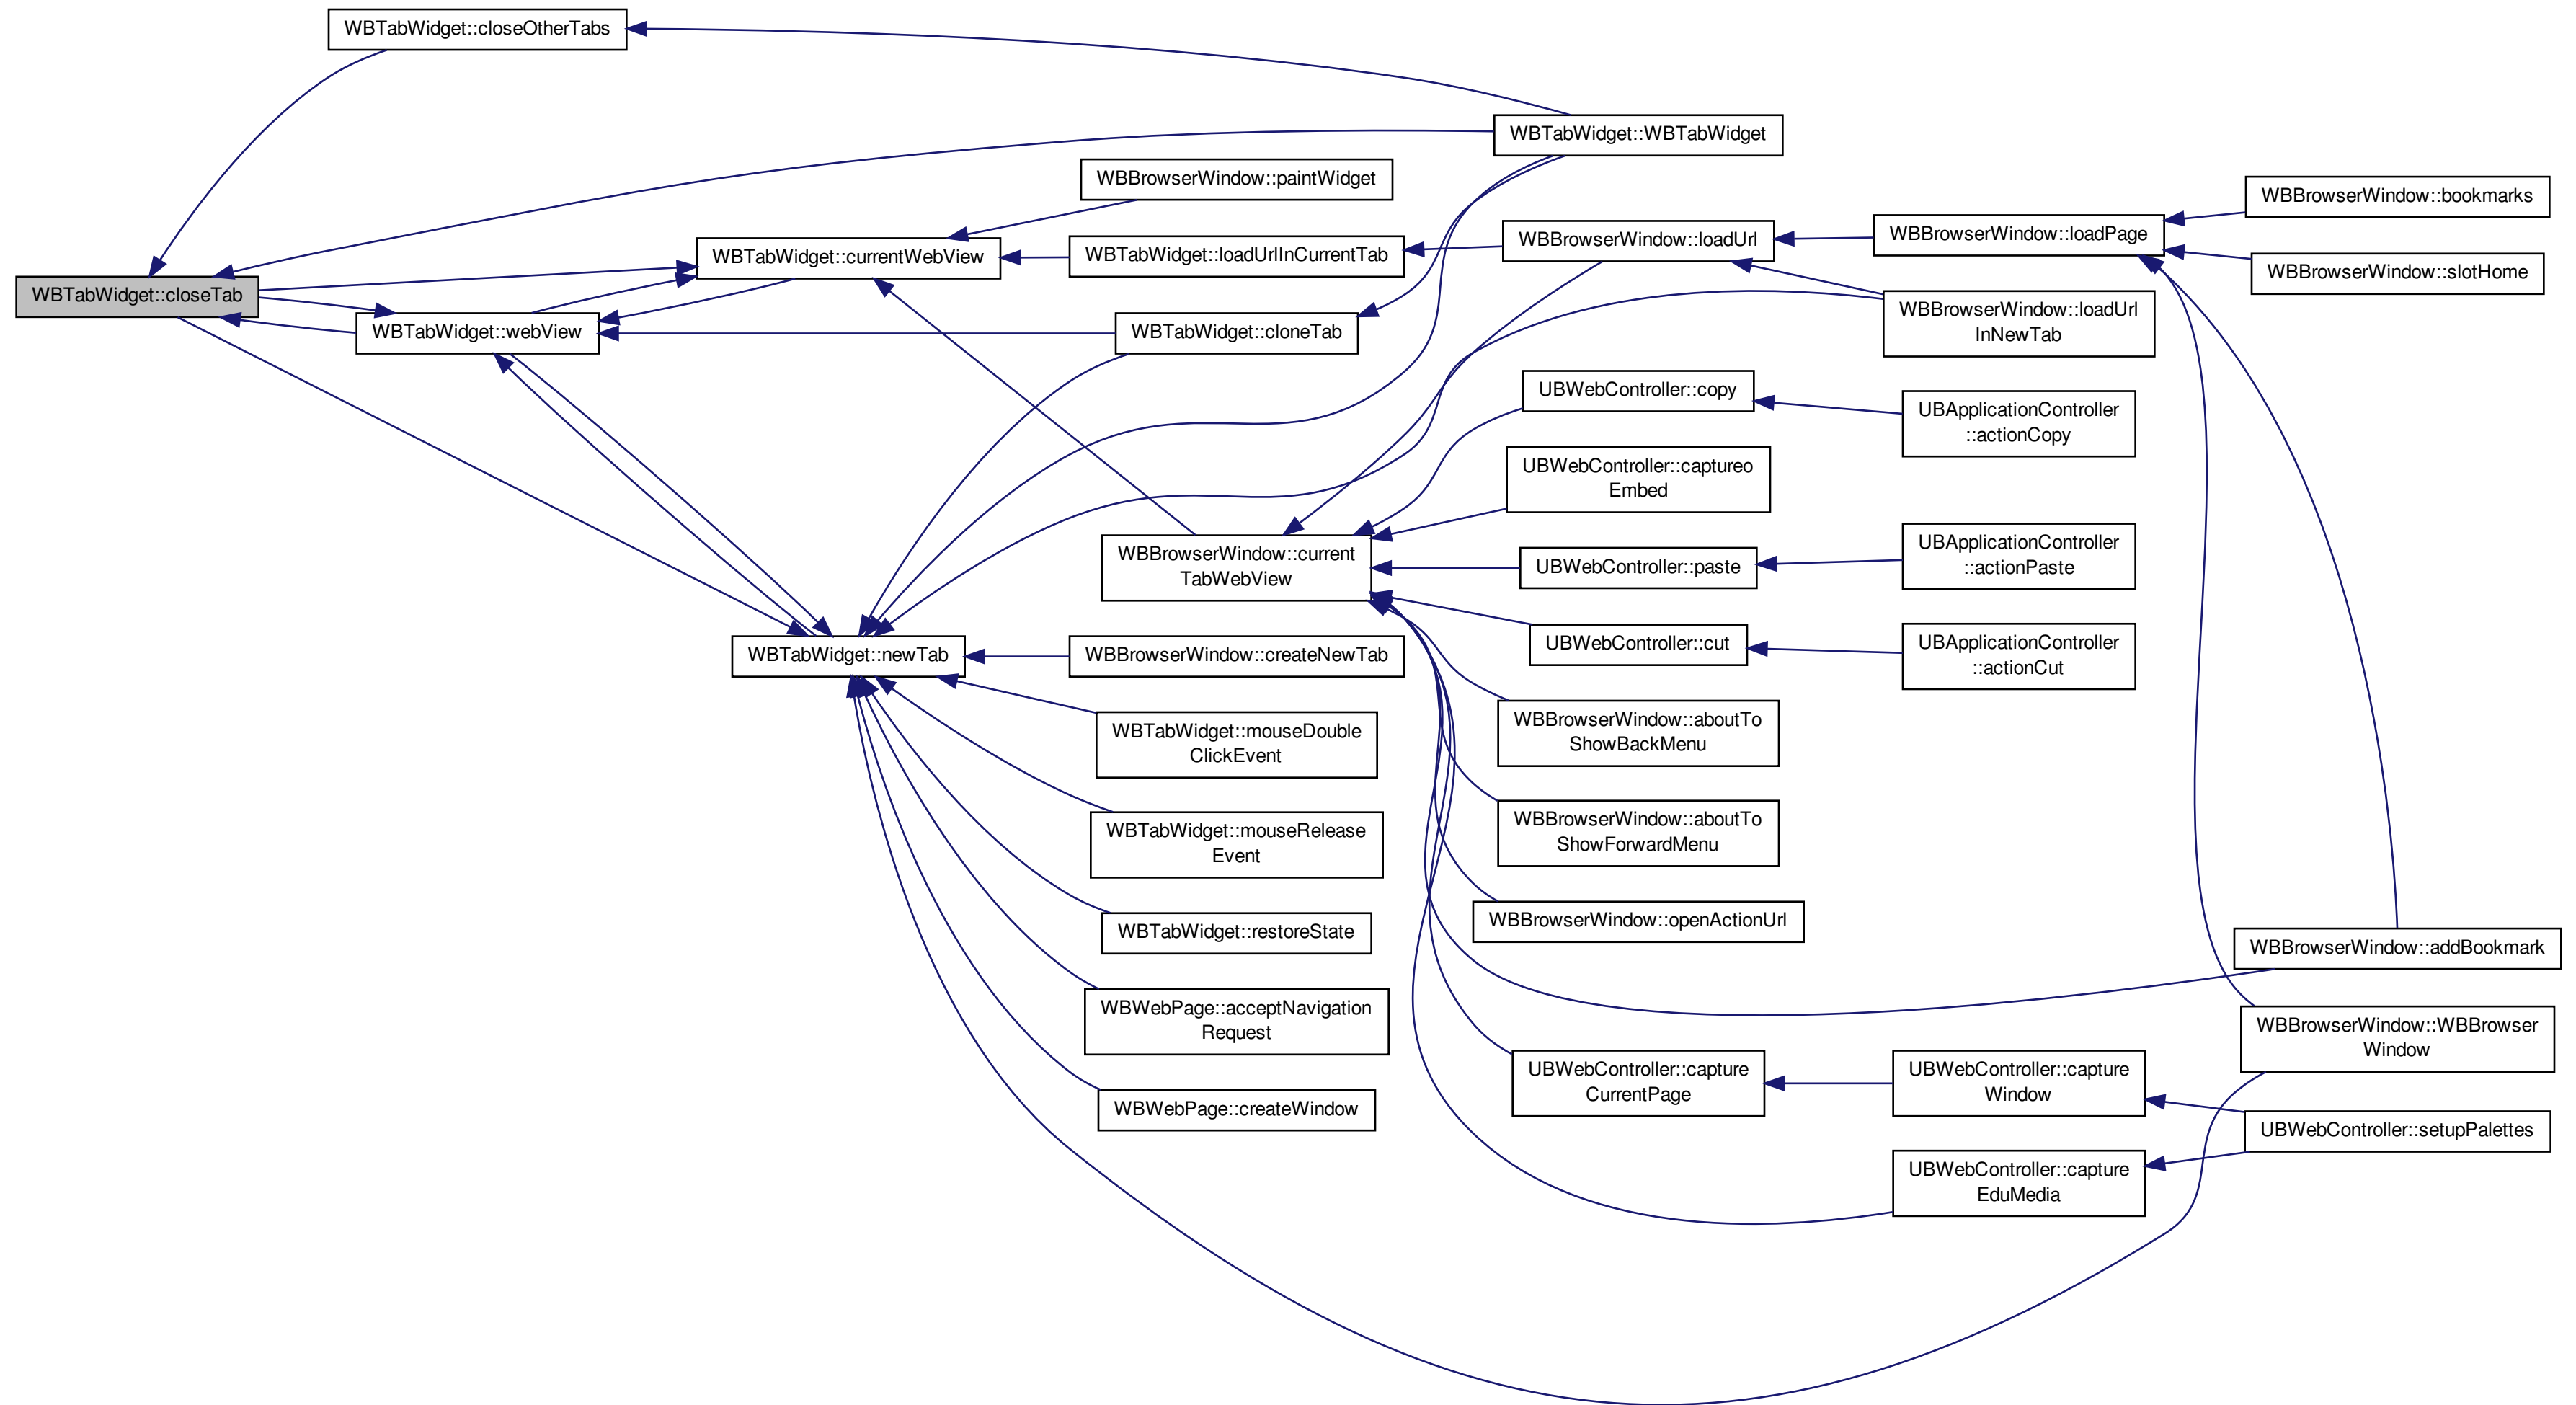 WBTabWidget::closeOtherTabs
WBTabWidget::WBTabWidget
WBBrowserWindow::paintWidget
WBBrowserWindow::bookmarks
WBTabWidget::currentWebView
WBTabWidget::loadUrlInCurrentTab
WBBrowserWindow::loadUrl
WBBrowserWindow::loadPage
WBBrowserWindow::slotHome
WBTabWidget::closeTab
WBTabWidget::webView
WBTabWidget::cloneTab
WBBrowserWindow::loadUrl
InNewTab
UBWebController::copy
UBApplicationController
::actionCopy
UBWebController::captureo
Embed
WBBrowserWindow::current
TabWebView
UBWebController::paste
UBApplicationController
::actionPaste
WBTabWidget::newTab
WBBrowserWindow::createNewTab
UBWebController::cut
UBApplicationController
::actionCut
WBTabWidget::mouseDouble
ClickEvent
WBBrowserWindow::aboutTo
ShowBackMenu
WBTabWidget::mouseRelease
Event
WBBrowserWindow::aboutTo
ShowForwardMenu
WBTabWidget::restoreState
WBBrowserWindow::openActionUrl
WBBrowserWindow::addBookmark
WBWebPage::acceptNavigation
Request
WBBrowserWindow::WBBrowser
Window
WBWebPage::createWindow
UBWebController::capture
CurrentPage
UBWebController::capture
Window
UBWebController::setupPalettes
UBWebController::capture
EduMedia